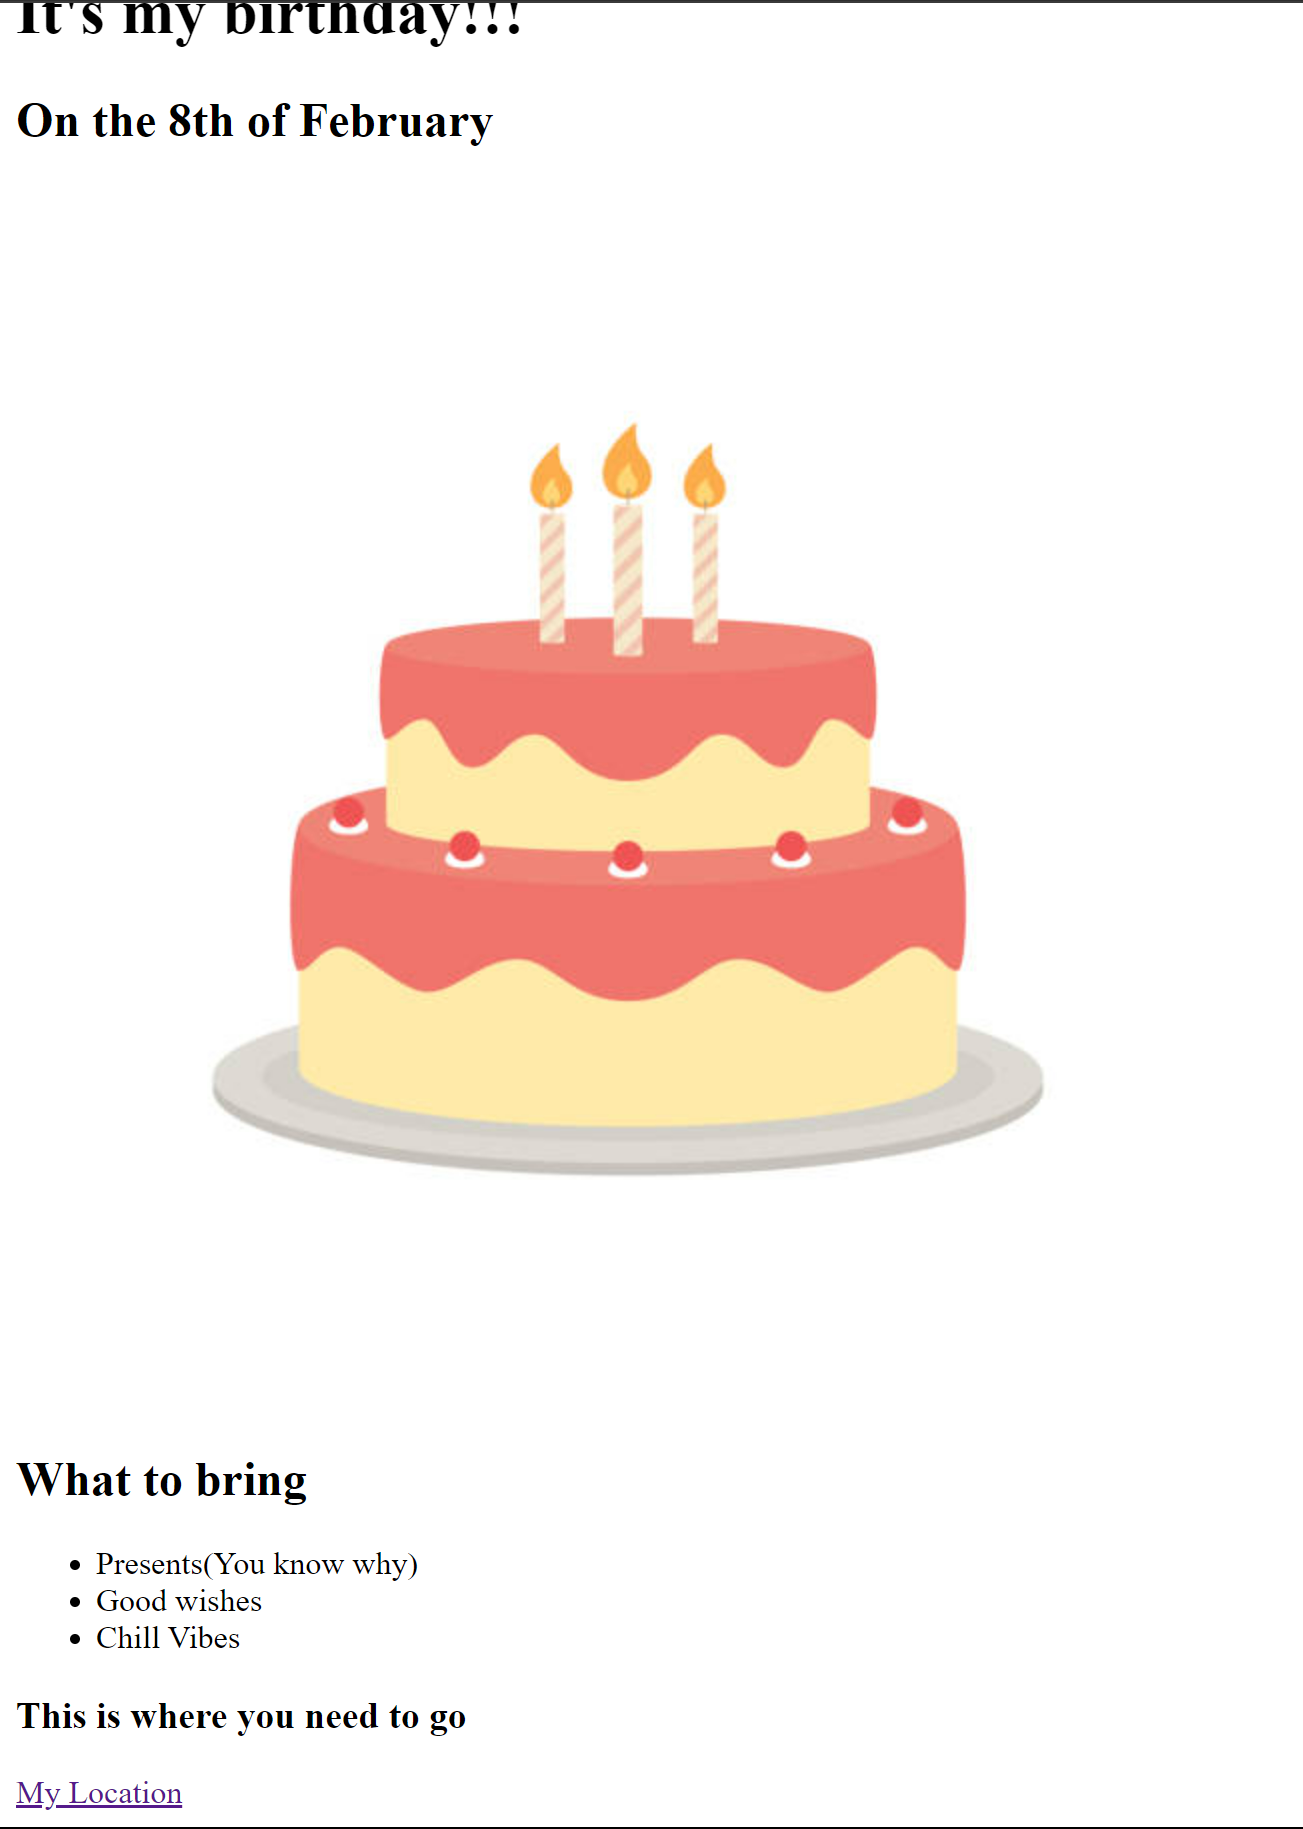 It's my birthday!!!
On the 8th of February
What to bring
Presents(You know why)
Good wishes
Chill Vibes
This is where you need to go
My Location